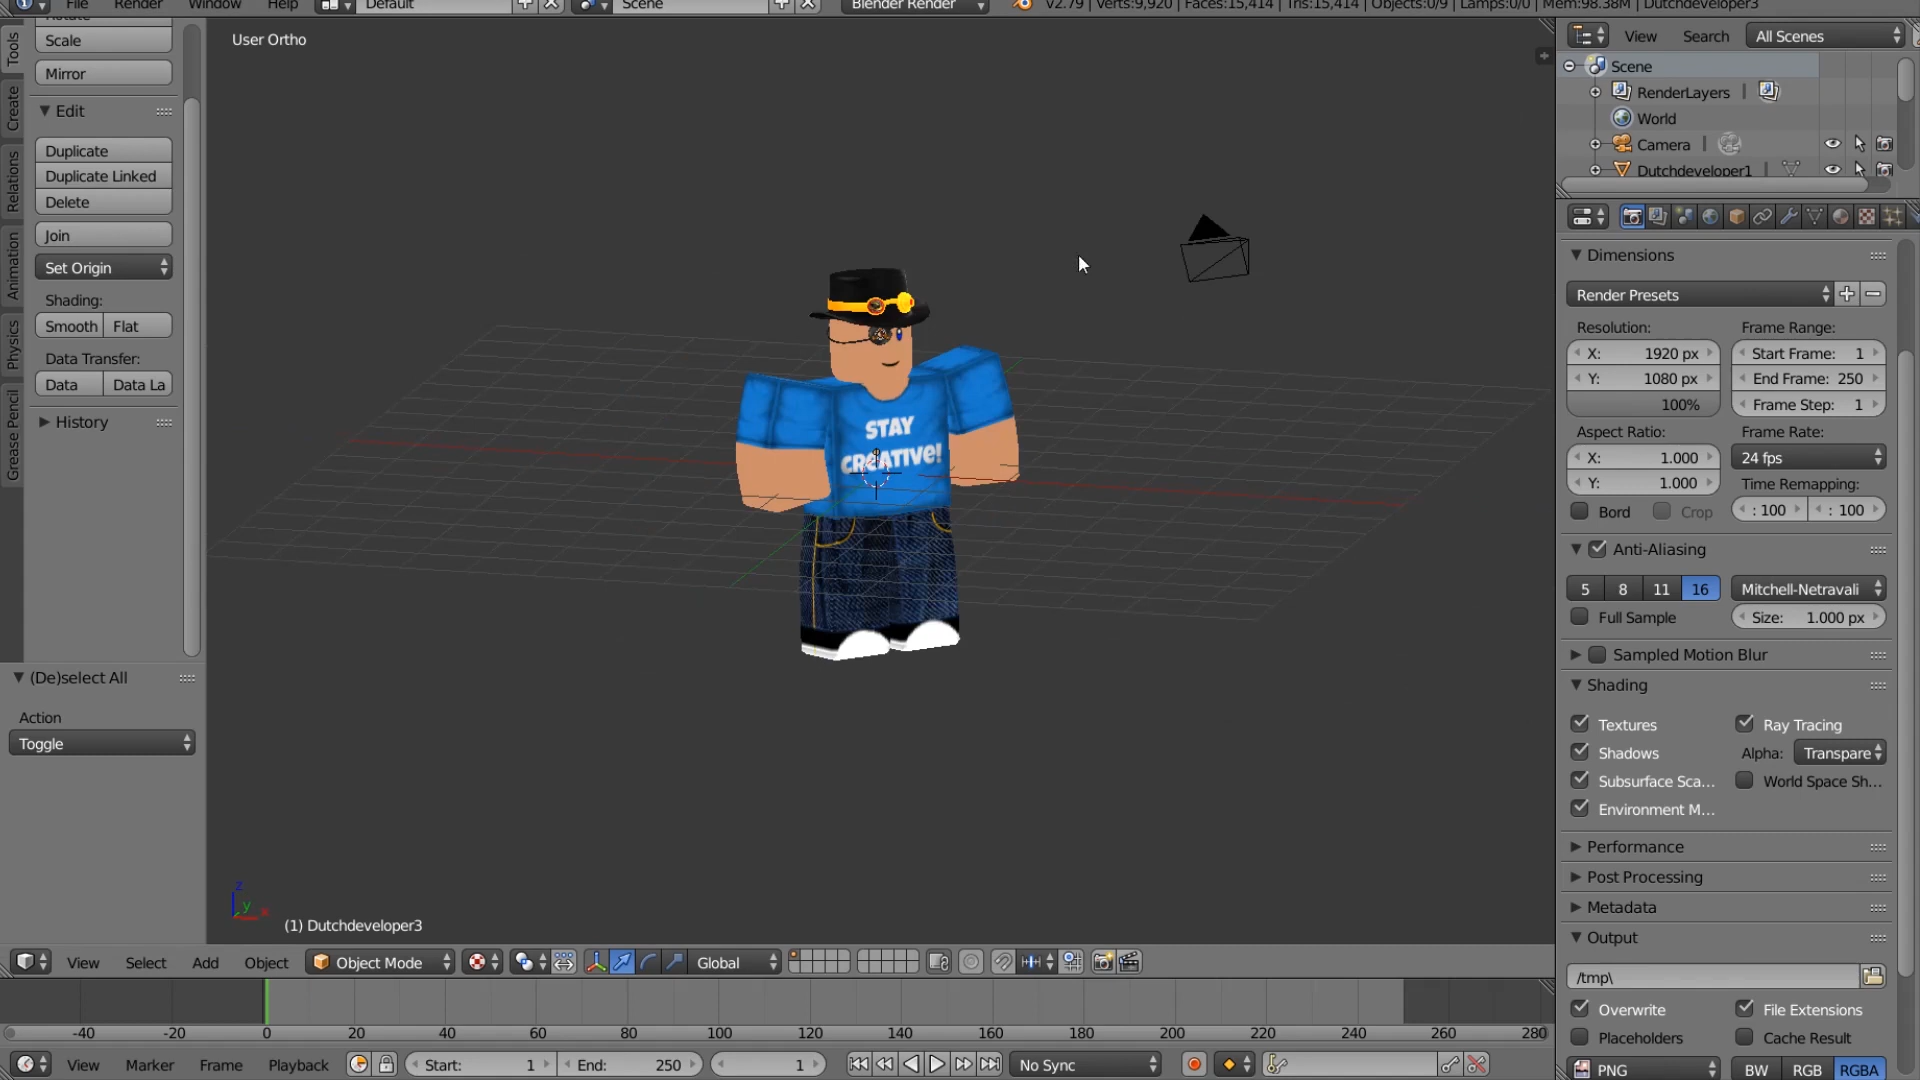 File Render Window Help Default Scene Blender Render v2.79 | Verts:9,920 | Faces:15,414 | Tris:15,414 | Objects:0/9 | Lamps:0/0 | Mem:98.38M | Dutchdeveloper3
Tools
Create
Relations
Animation
Physics
Grease Pencil
Rotate
Scale
Mirror
Edit
Duplicate
Duplicate Linked
Delete
Join
Set Origin
Shading:
Smooth Flat
Data Transfer:
Data Data La
History
(De)select All
Action
Toggle
User Ortho
STAY
CREATIVE!
z
y
x
(1) Dutchdeveloper3
View Select Add Object Object Mode Global
-40 -20 0 20 40 60 80 100 120 140 160 180 200 220 240 260 280
View Marker Frame Playback Start: 1 End: 250 1 No Sync
View Search All Scenes
Scene
RenderLayers |
World
Camera |
Dutchdeveloper1 |
Dimensions
Render Presets
Resolution: Frame Range:
X: 1920 px Start Frame: 1
Y: 1080 px End Frame: 250
100% Frame Step: 1
Aspect Ratio: Frame Rate:
X: 1.000 24 fps
Y: 1.000 Time Remapping:
Bord Crop : 100 : 100
Anti-Aliasing
5 8 11 16 Mitchell-Netravali
Full Sample Size: 1.000 px
Sampled Motion Blur
Shading
Textures Ray Tracing
Shadows Alpha: Transpare
Subsurface Sca... World Space Sh...
Environment M...
Performance
Post Processing
Metadata
Output
/tmp\
Overwrite File Extensions
Placeholders Cache Result
PNG BW RGB RGBA